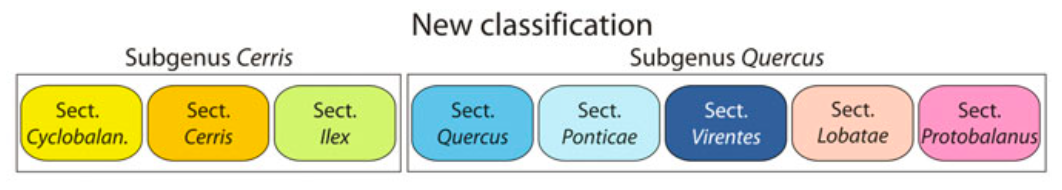 New classification
Subgenus Cerris
Subgenus Quercus
Sect.
Cyclobalan.
Sect.
Cerris
Sect.
Ilex
Sect.
Quercus
Sect.
Ponticae
Sect.
Virentes
Sect.
Lobatae
Sect.
Protobalanus